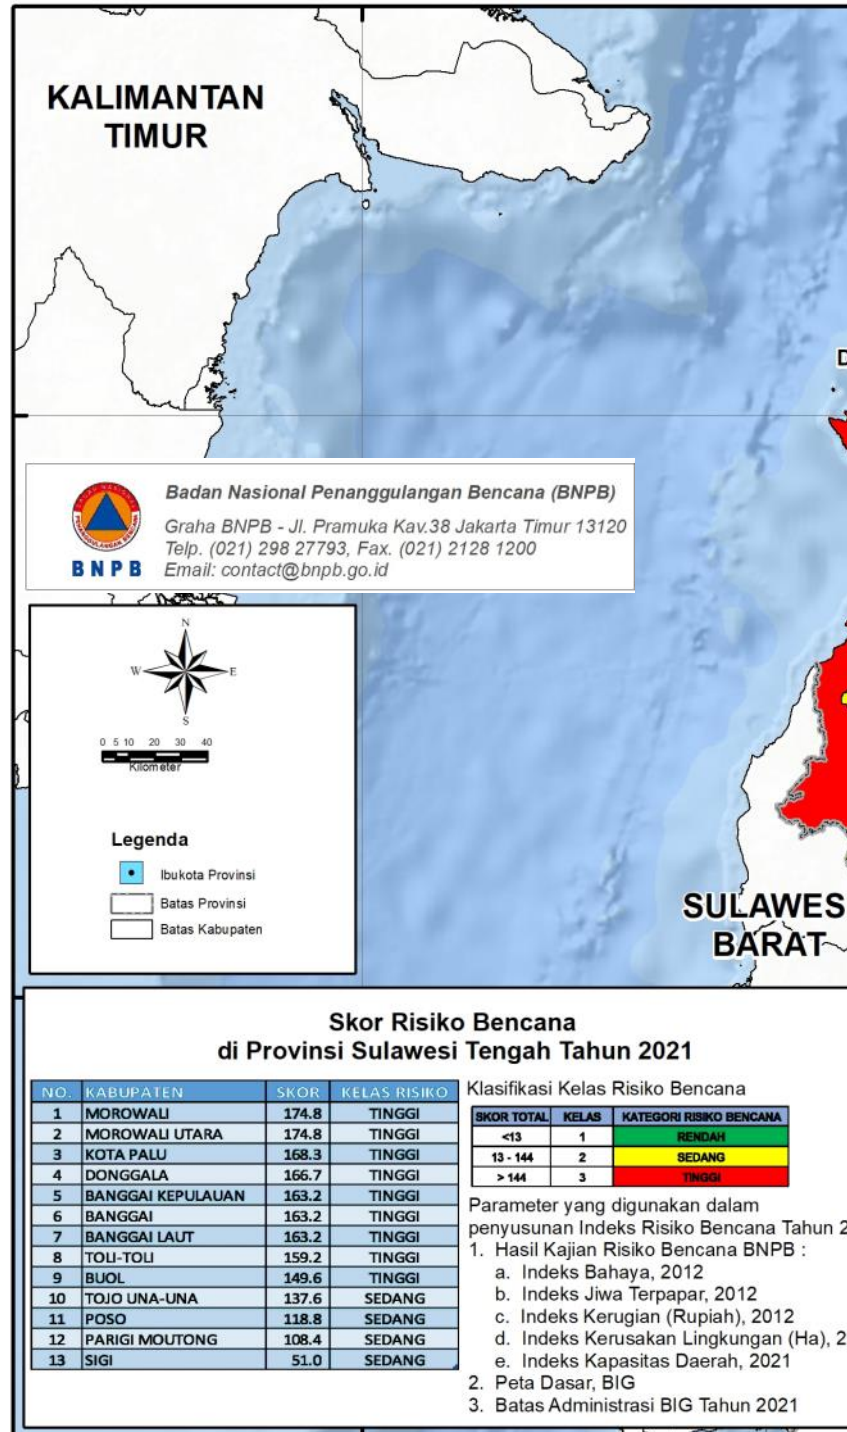 KALIMANTAN
TIMUR
D
BADAN NASIONAL
PENANGGULANGAN BENCANA
BNPB
Badan Nasional Penanggulangan Bencana (BNPB)
Graha BNPB - Jl. Pramuka Kav.38 Jakarta Timur 13120
Telp. (021) 298 27793, Fax. (021) 2128 1200
Email: contact@bnpb.go.id
N
W E
S
0 5 10 20 30 40
Kilometer
Legenda
Ibukota Provinsi
Batas Provinsi
Batas Kabupaten
SULAWES
BARAT
Skor Risiko Bencana
di Provinsi Sulawesi Tengah Tahun 2021
NO. KABUPATEN SKOR KELAS RISIKO
1 MOROWALI 174.8 TINGGI
2 MOROWALI UTARA 174.8 TINGGI
3 KOTA PALU 168.3 TINGGI
4 DONGGALA 166.7 TINGGI
5 BANGGAI KEPULAUAN 163.2 TINGGI
6 BANGGAI 163.2 TINGGI
7 BANGGAI LAUT 163.2 TINGGI
8 TOLI-TOLI 159.2 TINGGI
9 BUOL 149.6 TINGGI
10 TOJO UNA-UNA 137.6 SEDANG
11 POSO 118.8 SEDANG
12 PARIGI MOUTONG 108.4 SEDANG
13 SIGI 51.0 SEDANG
Klasifikasi Kelas Risiko Bencana
SKOR TOTAL KELAS KATEGORI RISIKO BENCANA
<13 1 RENDAH
13 - 144 2 SEDANG
> 144 3 TINGGI
Parameter yang digunakan dalam
penyusunan Indeks Risiko Bencana Tahun 2
1. Hasil Kajian Risiko Bencana BNPB :
a. Indeks Bahaya, 2012
b. Indeks Jiwa Terpapar, 2012
c. Indeks Kerugian (Rupiah), 2012
d. Indeks Kerusakan Lingkungan (Ha), 2
e. Indeks Kapasitas Daerah, 2021
2. Peta Dasar, BIG
3. Batas Administrasi BIG Tahun 2021